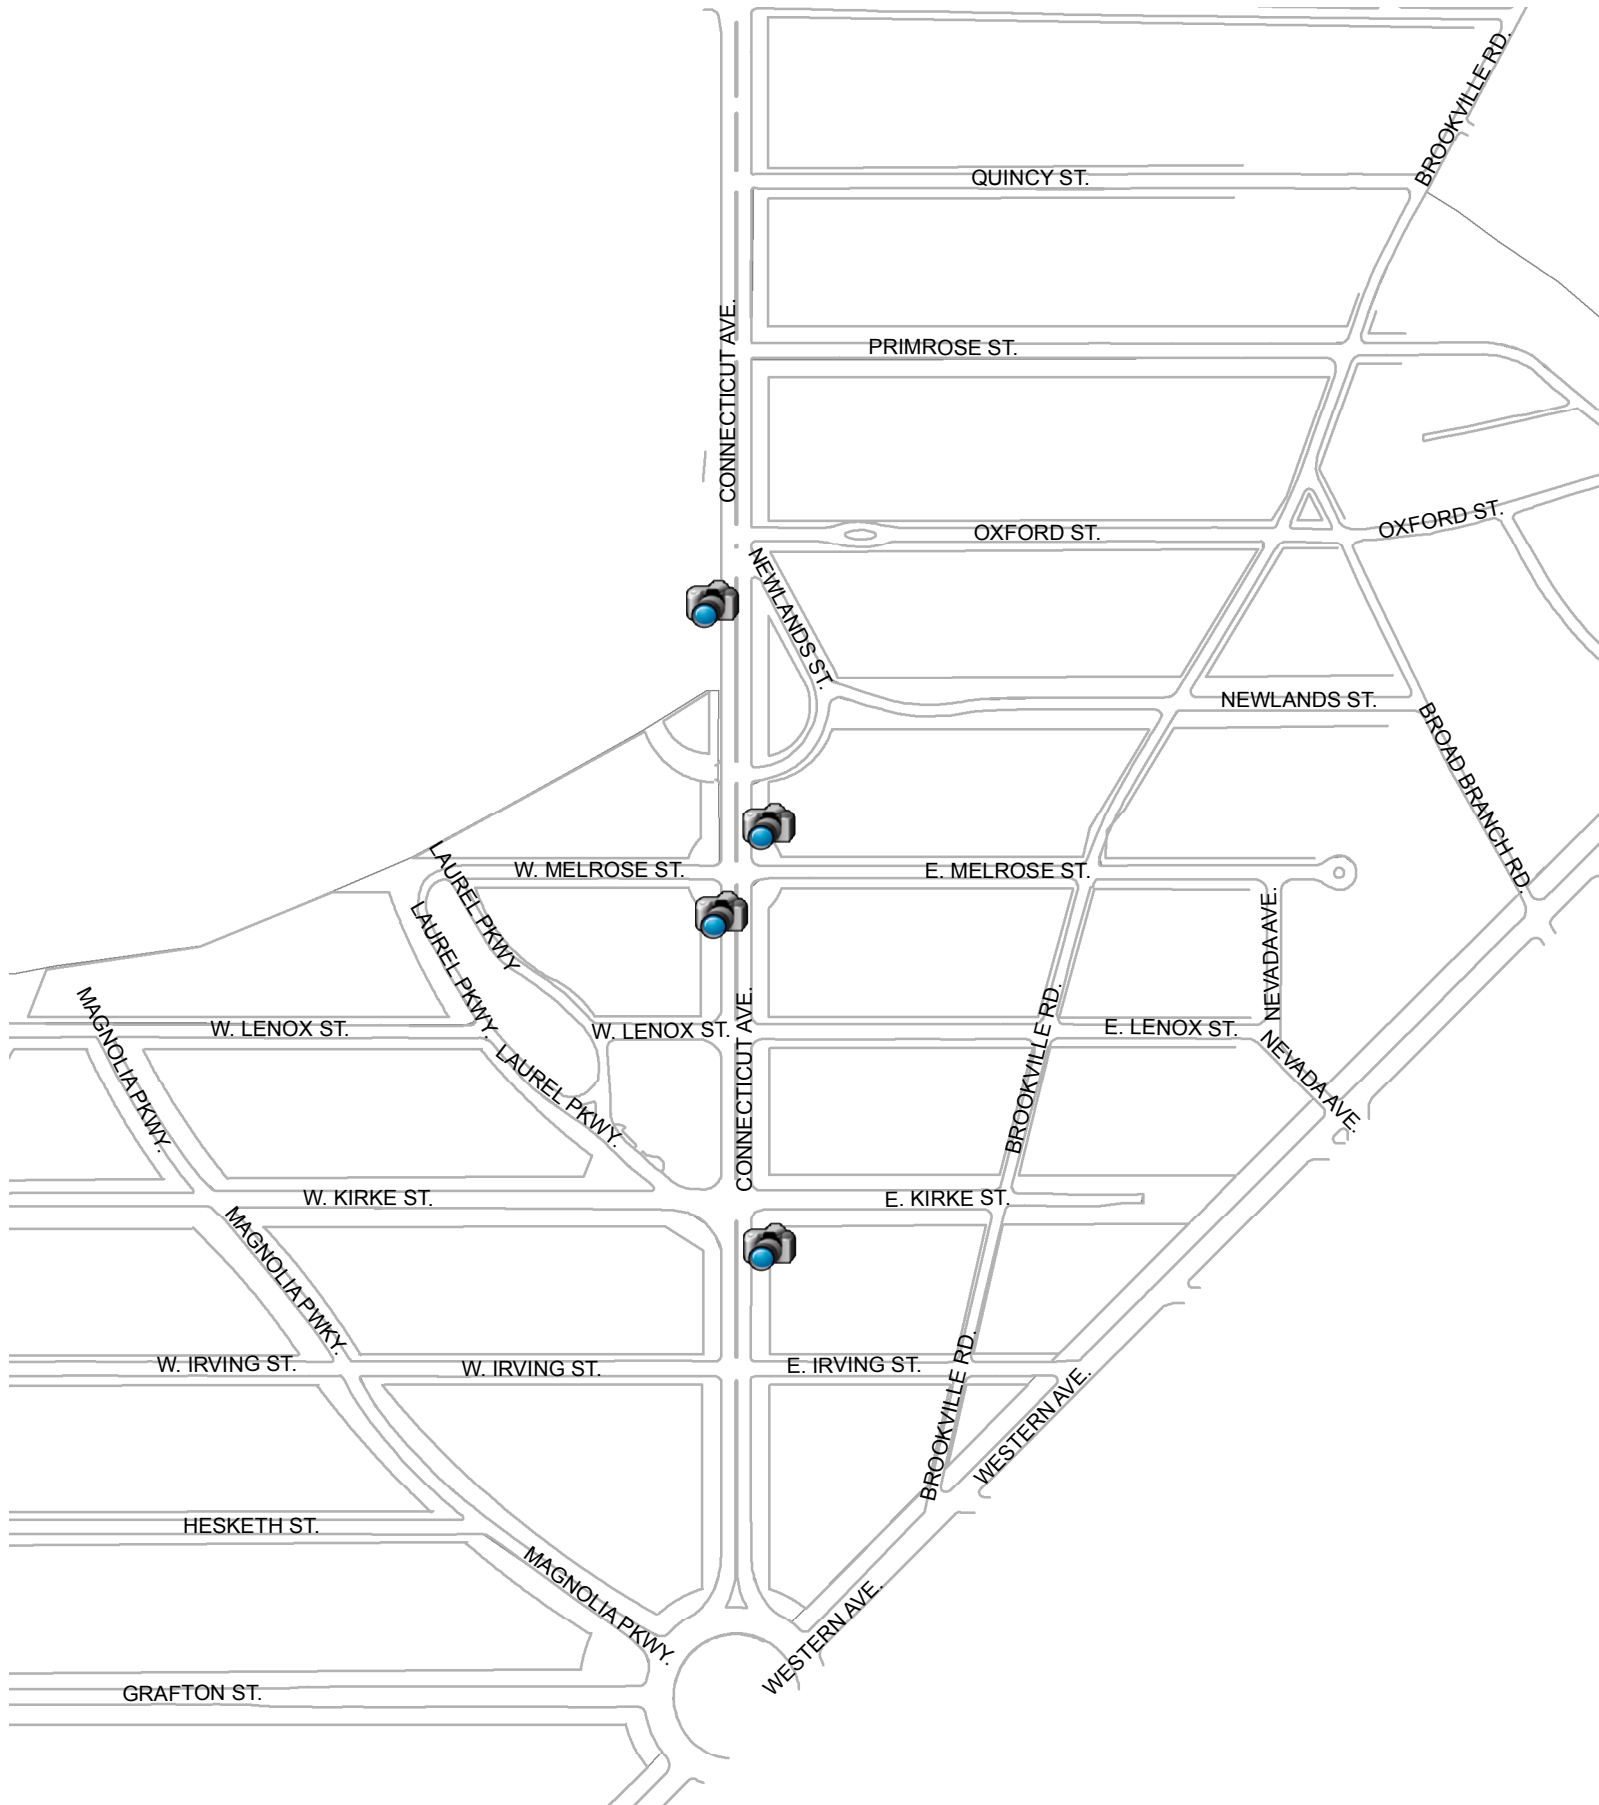 BROOKVILLE RD.
QUINCY ST.
CONNECTICUT AVE.
PRIMROSE ST.
OXFORD ST.
OXFORD ST.
NEWLANDS ST.
NEWLANDS ST.
BROAD BRANCH RD.
LAUREL PKWY
W. MELROSE ST.
E. MELROSE ST.
LAUREL PKWY.
NEVADA AVE.
MAGNOLIA PKWY.
W. LENOX ST.
W. LENOX ST.
CONNECTICUT AVE.
BROOKVILLE RD.
E. LENOX ST.
NEVADA AVE.
LAUREL PKWY.
W. KIRKE ST.
E. KIRKE ST.
MAGNOLIA PWKY.
W. IRVING ST.
W. IRVING ST.
E. IRVING ST.
BROOKVILLE RD.
WESTERN AVE.
HESKETH ST.
MAGNOLIA PKWY.
WESTERN AVE.
GRAFTON ST.